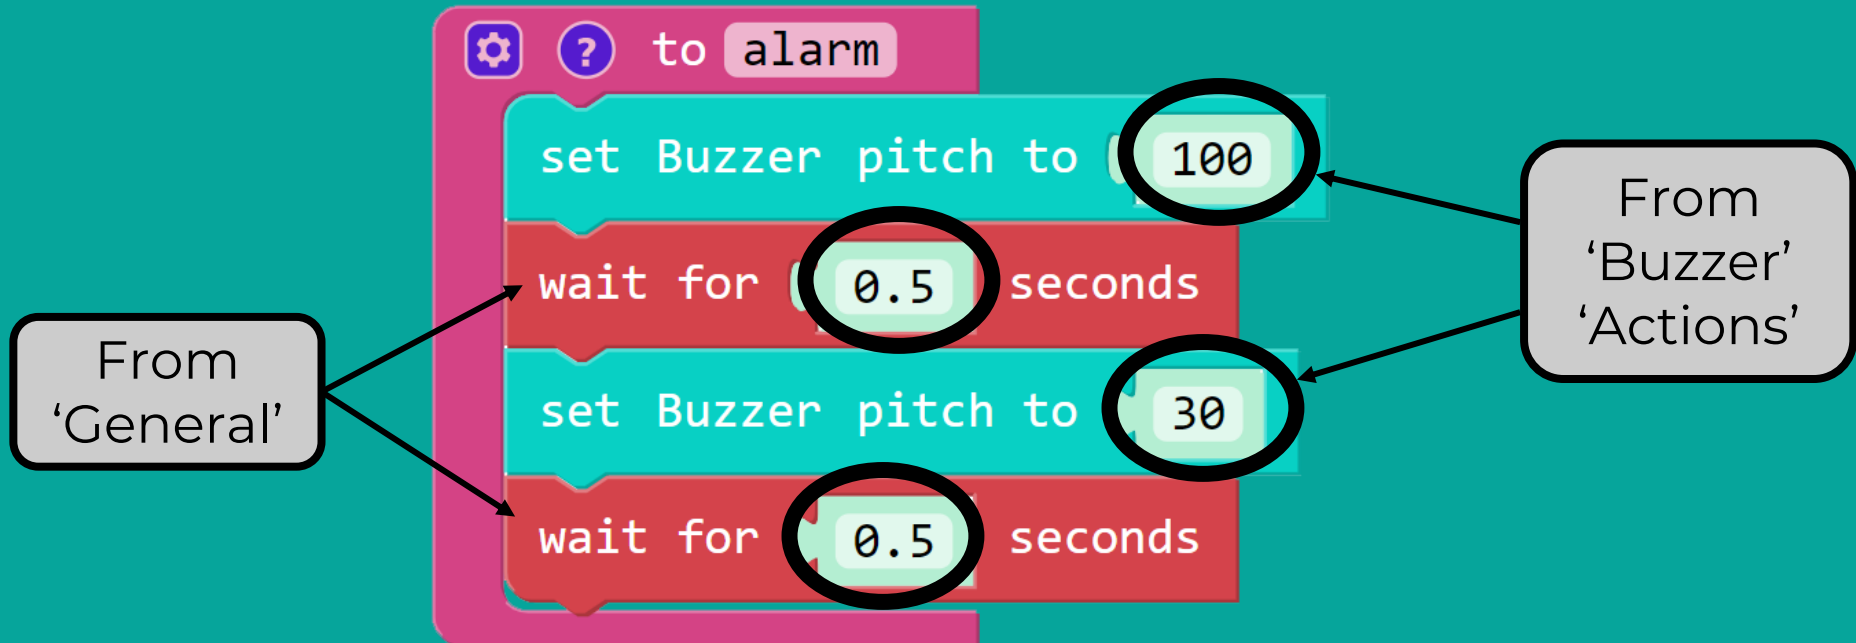 ? to alarm
set Buzzer pitch to 100
wait for 0.5 seconds
set Buzzer pitch to 30
wait for 0.5 seconds
From
‘General’
From
‘Buzzer’
‘Actions’